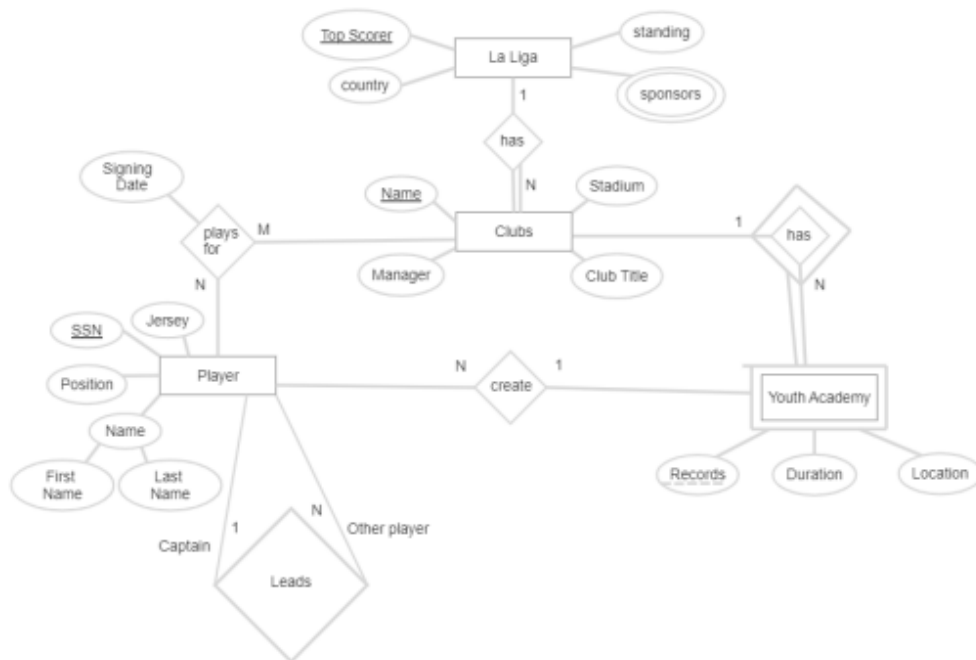 Top Scorer
standing
La Liga
country
sponsors
1
has
Signing
Date
N
Name
Stadium
plays
for
M
Clubs
1
has
Manager
Club Title
N
N
SSN
Jersey
Player
N
create
1
Position
Youth Academy
Name
First
Name
Last
Name
Records
Duration
Location
Captain
1
N
Other player
Leads